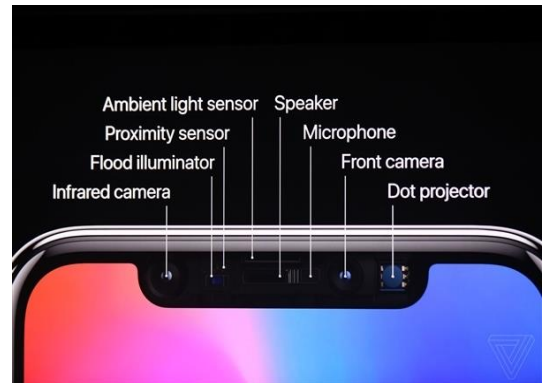 Ambient light sensor
Speaker
Proximity sensor
Microphone
Flood illuminator
Front camera
Infrared camera
Dot projector